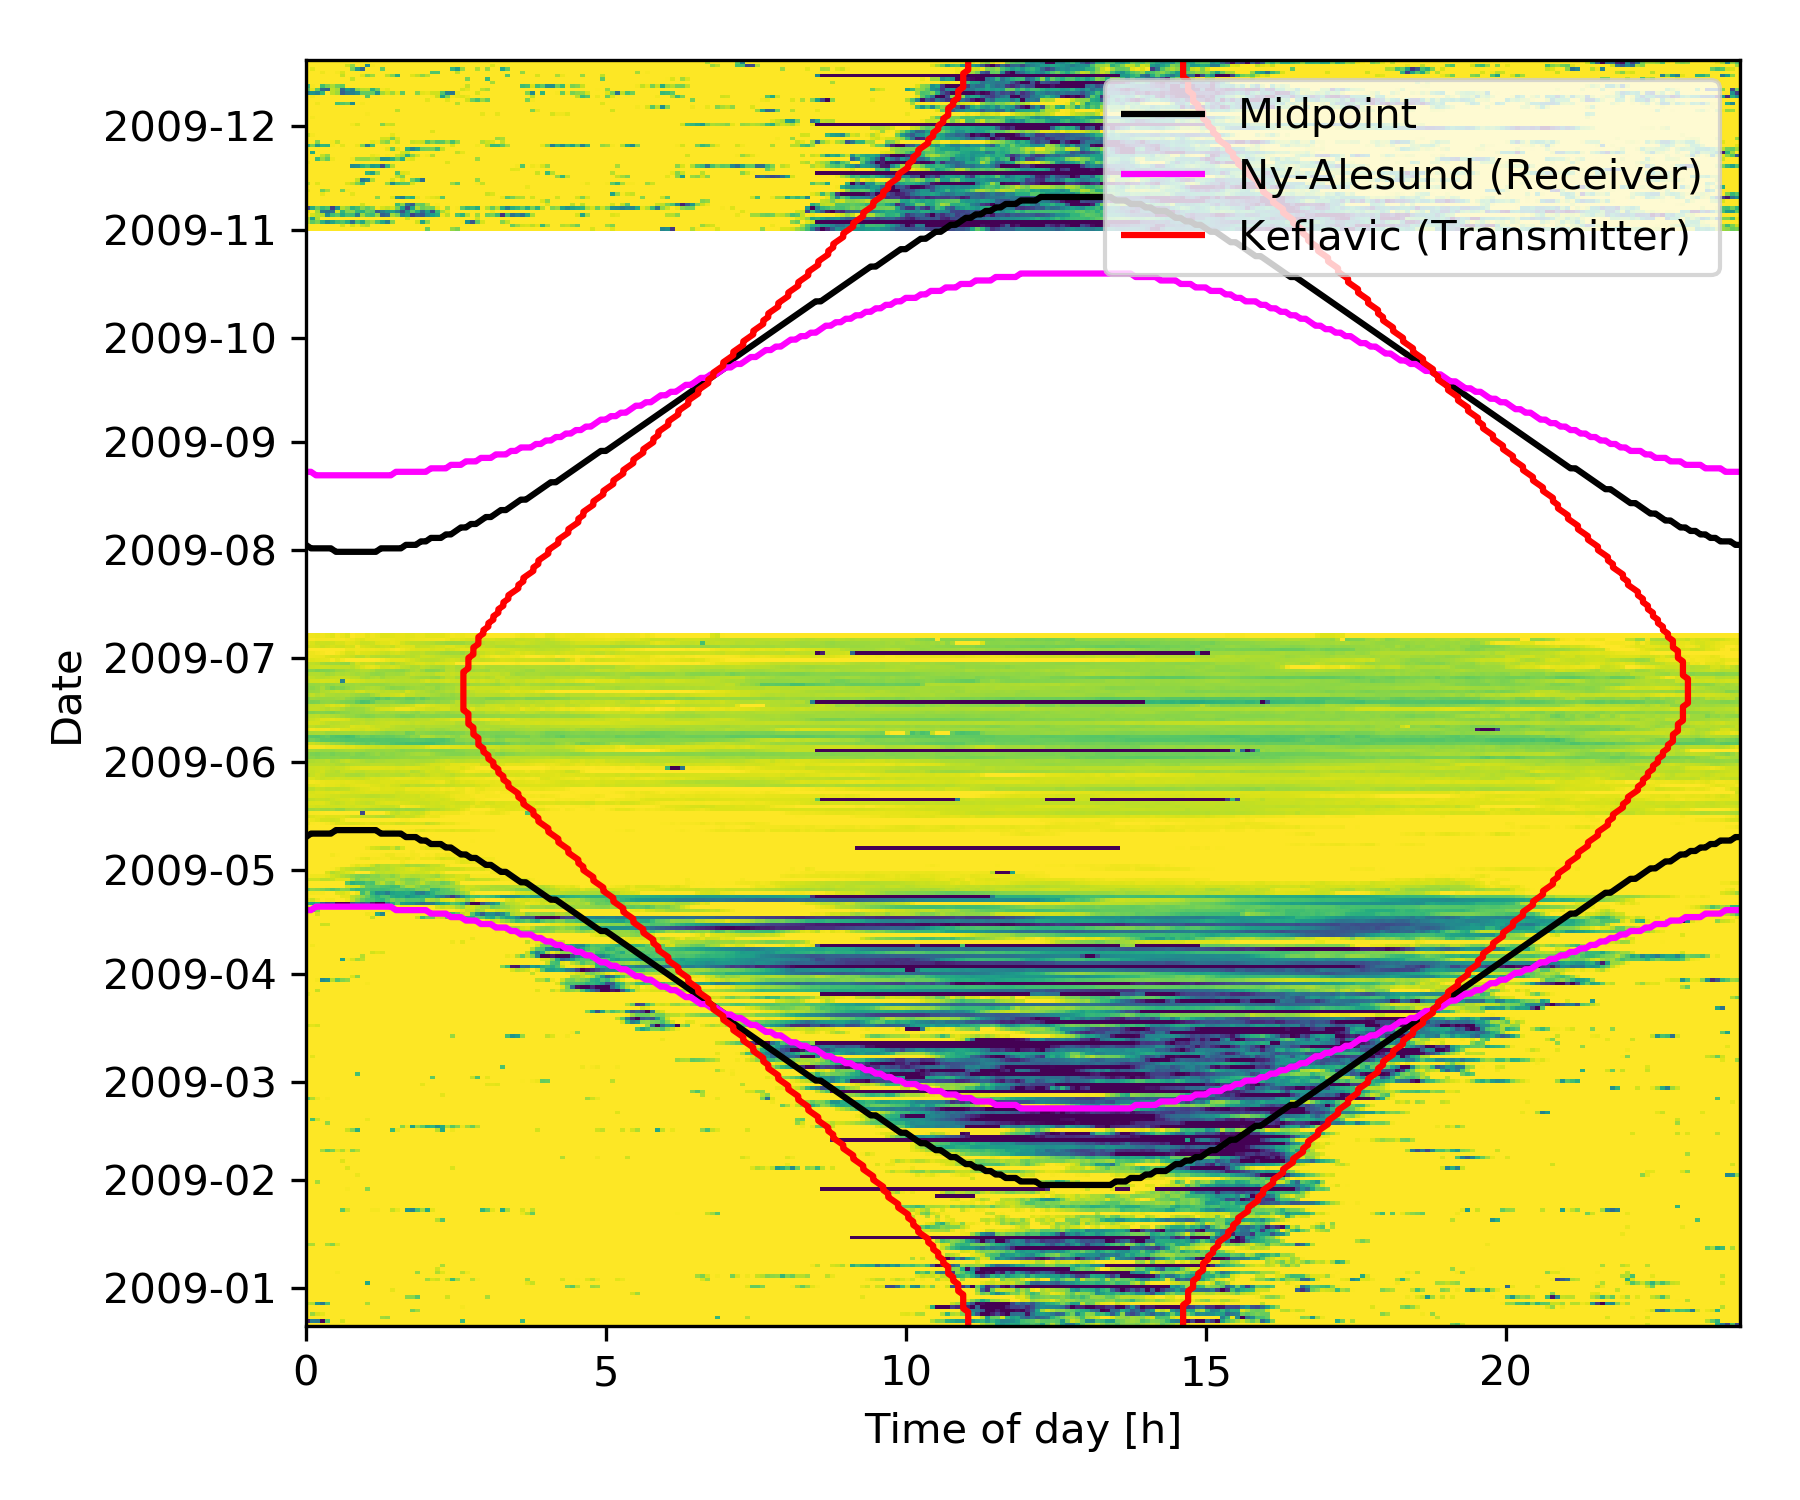 2009-12
2009-11
2009-10
2009-09
2009-08
2009-07
2009-06
2009-05
2009-04
2009-03
2009-02
2009-01
Date
Midpoint
Ny-Alesund (Receiver)
Keflavic (Transmitter)
0 5 10 15 20
Time of day [h]